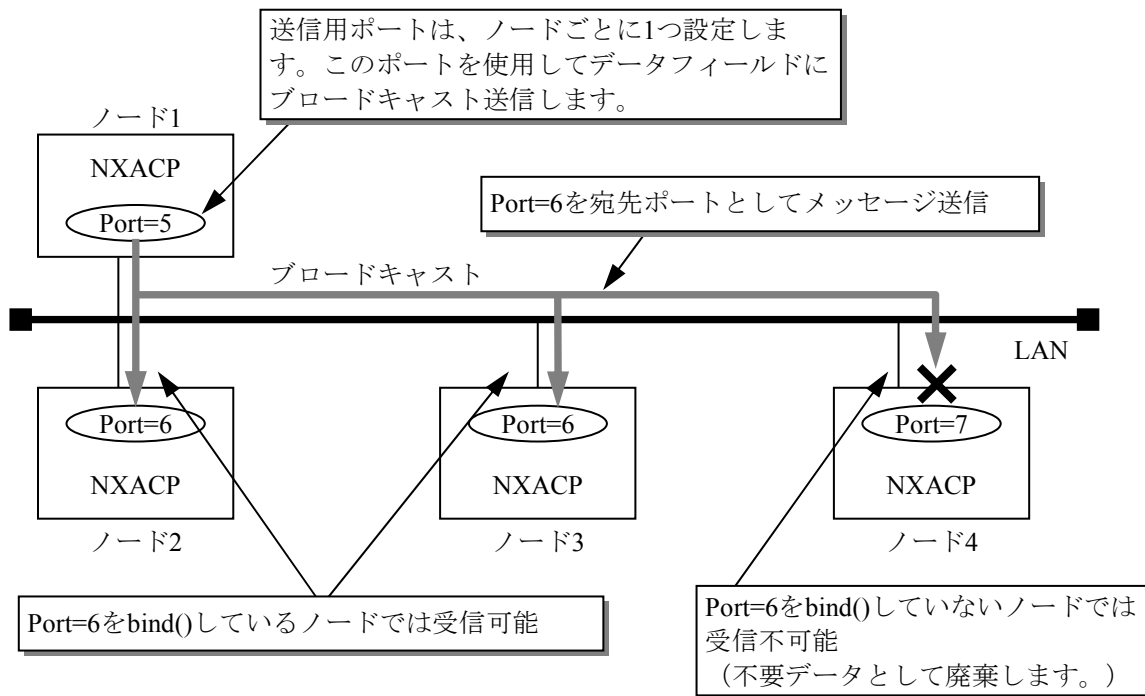 送信用ポートは、ノードごとに1つ設定しま
す。このポートを使用してデータフィールドに
ブロードキャスト送信します。
ノード1
NXACP
Port=5
Port=6を宛先ポートとしてメッセージ送信
ブロードキャスト
LAN
Port=6
NXACP
ノード2
Port=6
NXACP
ノード3
Port=7
NXACP
ノード4
Port=6をbind()しているノードでは受信可能
Port=6をbind()していないノードでは
受信不可能
（不要データとして廃棄します。）